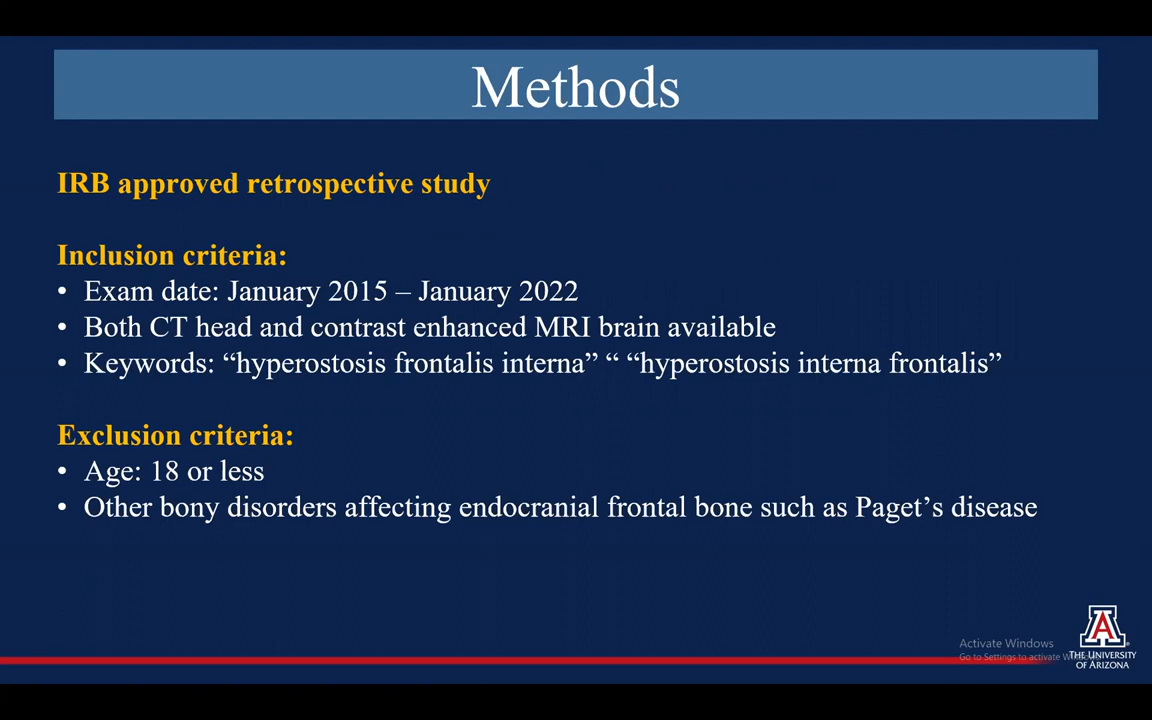 Methods
IRB approved retrospective study
Inclusion criteria:
• Exam date: January 2015 – January 2022
• Both CT head and contrast enhanced MRI brain available
• Keywords: “hyperostosis frontalis interna” “ “hyperostosis interna frontalis”
Exclusion criteria:
• Age: 18 or less
• Other bony disorders affecting endocranial frontal bone such as Paget’s disease
Activate Windows
Go to Settings to activate
THE UNIVERSITY
OF ARIZONA